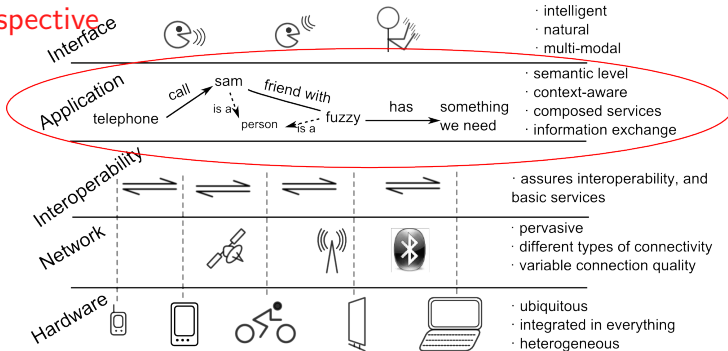 spective
Interface
· intelligent
· natural
· multi-modal
Application
telephone
call
sam
is a
person
friend with
is a
fuzzy
has
something
we need
· semantic level
· context-aware
· composed services
· information exchange
Interoperability
· assures interoperability, and
basic services
Network
· pervasive
· different types of connectivity
· variable connection quality
Hardware
· ubiquitous
· integrated in everything
· heterogeneous